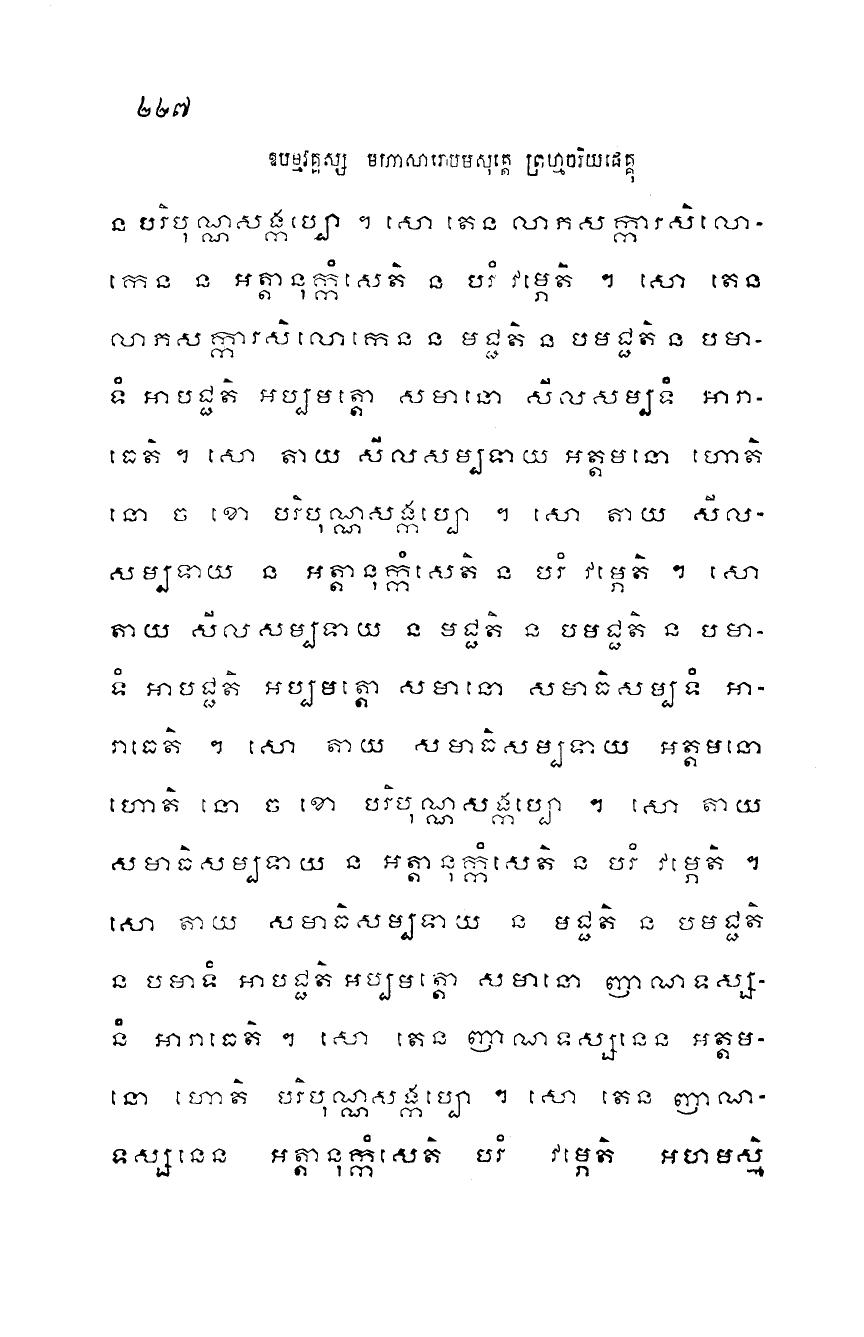 ២២៧
ឧបម្មវគ្គស្ស មហាសារោបមសុត្តេ ព្រហ្មចរិយដេគ្គុ
ន បរិបុណ្ណសង្កប្បោ ។ សោ តេន លាភសក្ការសិលោ-
កេន ន អត្តានុក្កំសេតិ ន បរំ វម្ភេតិ ។ សោ តេន
លាភសក្ការសិលោកេន ន មជ្ជតិ ន បមជ្ជតិ ន បមា-
ទំ អាបជ្ជតិ អប្បមត្តោ សមានោ សីលសម្បទំ អារា-
ធេតិ ។ សោ តាយ សីលសម្បទាយ អត្តមនោ ហោតិ
នោ ច ខោ បរិបុណ្ណសង្កប្បោ ។ សោ តាយ សីល-
សម្បទាយ ន អត្តានុក្កំសេតិ ន បរំ វម្ភេតិ ។ សោ
តាយ សីលសម្បទាយ ន មជ្ជតិ ន បមជ្ជតិ ន បមា-
ទំ អាបជ្ជតិ អប្បមត្តោ សមានោ សមាធិសម្បទំ អា-
រាធេតិ ។ សោ តាយ សមាធិសម្បទាយ អត្តមនោ
ហោតិ នោ ច ខោ បរិបុណ្ណសង្កប្បោ ។ សោ តាយ
សមាធិសម្បទាយ ន អត្តានុក្កំសេតិ ន បរំ វម្ភេតិ ។
សោ តាយ សមាធិសម្បទាយ ន មជ្ជតិ ន បមជ្ជតិ
ន បមាទំ អាបជ្ជតិ អប្បមត្តោ សមានោ ញាណទស្ស-
នំ អារាធេតិ ។ សោ តេន ញាណទស្សនេន អត្តម-
នោ ហោតិ បរិបុណ្ណសង្កប្បោ ។ សោ តេន ញាណ-
ទស្សនេន អត្តានុក្កំសេតិ បរំ វម្ភេតិ អហមស្មិ